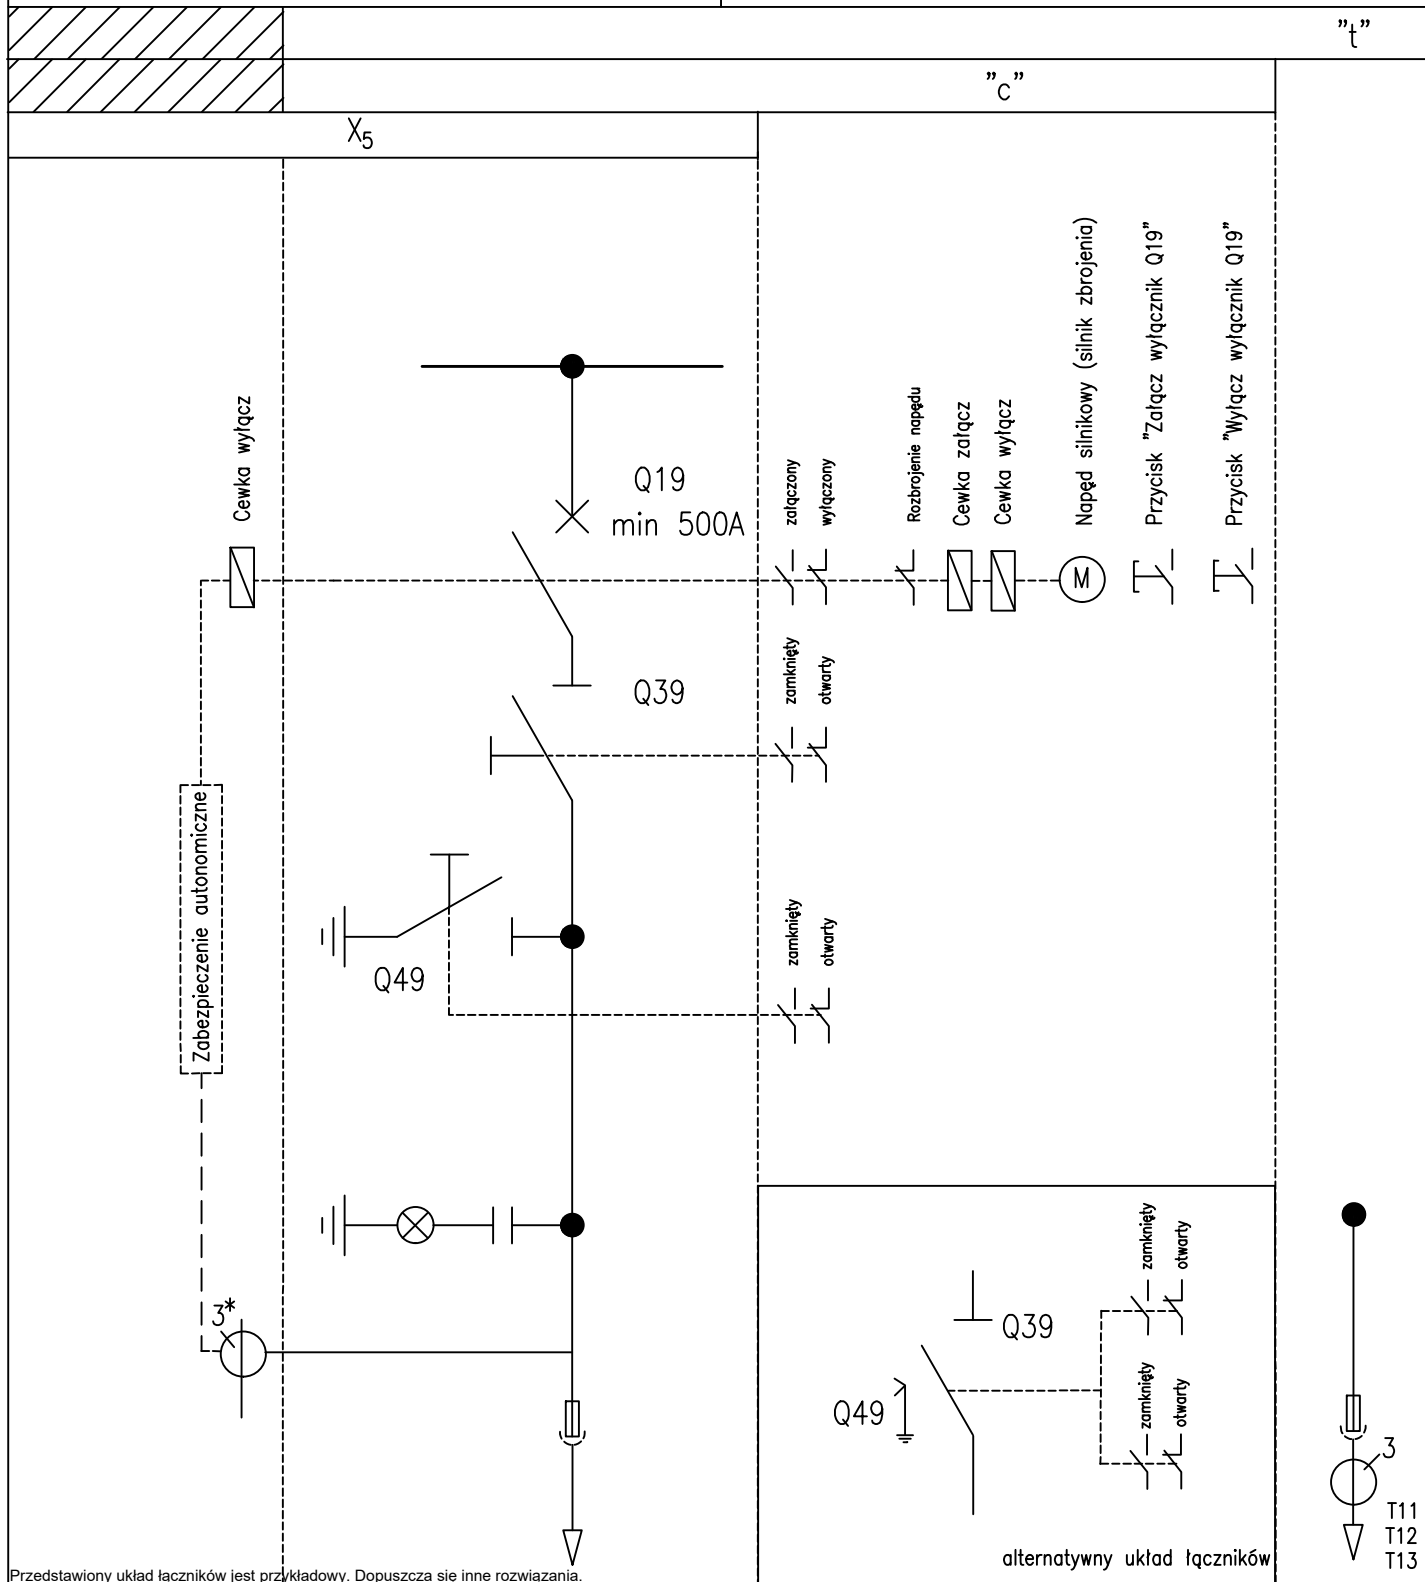 "t"
"c"
X5
Cewka wyłącz
Q19
min 500A
załączony
wyłączony
Rozbrojenie napędu
Cewka załącz
Cewka wyłącz
Napęd silnikowy (silnik zbrojenia)
Przycisk "Załącz wyłącznik Q19"
Przycisk "Wyłącz wyłącznik Q19"
M
Q39
zamknięty
otwarty
Zabezpieczenie autonomiczne
Q49
zamknięty
otwarty
3*
Q39
zamknięty
otwarty
Q49
zamknięty
otwarty
alternatywny układ łączników
3
T11
T12
T13
Przedstawiony układ łączników jest przykładowy. Dopuszcza się inne rozwiązania.